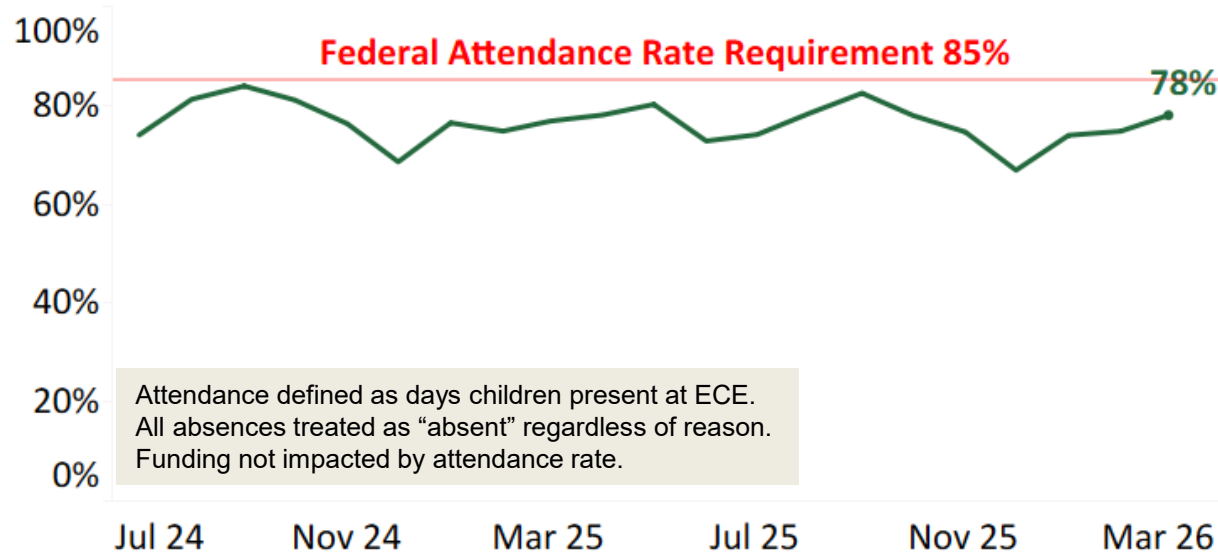 100%
Federal Attendance Rate Requirement 85%
78%
80%
60%
40%
20%
Attendance defined as days children present at ECE.
All absences treated as “absent” regardless of reason.
Funding not impacted by attendance rate.
0%
Jul 24 Nov 24 Mar 25 Jul 25 Nov 25 Mar 26